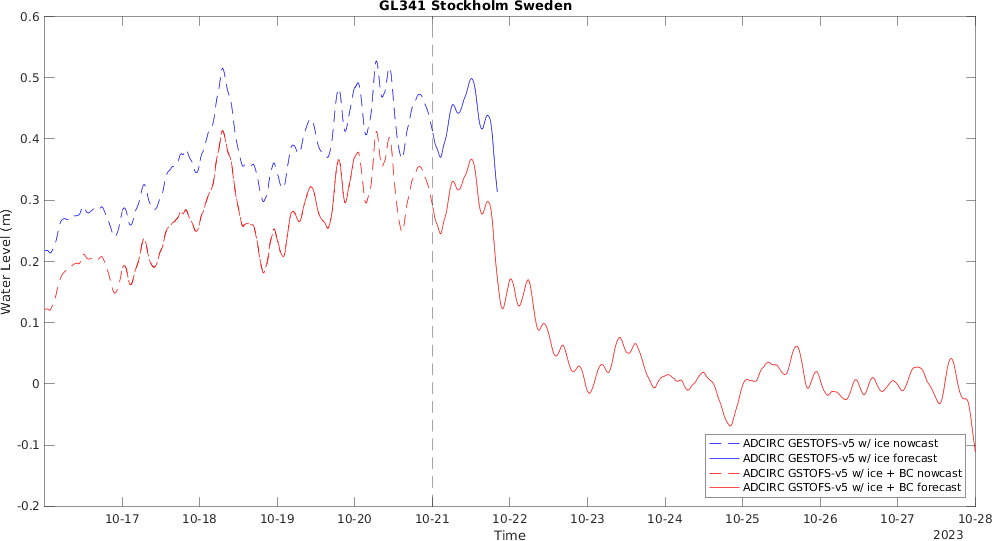 GL341 Stockholm Sweden
Water Level (m)
0.6
0.5
0.4
0.3
0.2
0.1
0
-0.1
-0.2
ADCIRC GESTOFS-v5 w/ ice nowcast
ADCIRC GESTOFS-v5 w/ ice forecast
ADCIRC GSTOFS-v5 w/ ice + BC nowcast
ADCIRC GSTOFS-v5 w/ ice + BC forecast
10-17 10-18 10-19 10-20 10-21 10-22 10-23 10-24 10-25 10-26 10-27 10-28
Time
2023